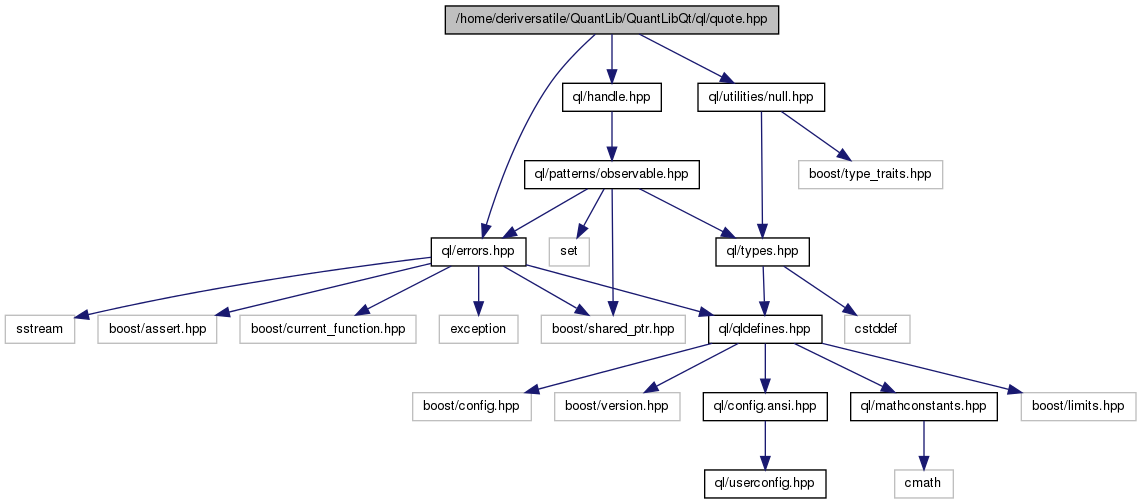 /home/deriversatile/QuantLib/QuantLibQt/ql/quote.hpp
ql/handle.hpp
ql/utilities/null.hpp
ql/patterns/observable.hpp
boost/type_traits.hpp
ql/errors.hpp
set
ql/types.hpp
sstream
boost/assert.hpp
boost/current_function.hpp
exception
boost/shared_ptr.hpp
ql/qldefines.hpp
cstddef
boost/config.hpp
boost/version.hpp
ql/config.ansi.hpp
ql/mathconstants.hpp
boost/limits.hpp
ql/userconfig.hpp
cmath